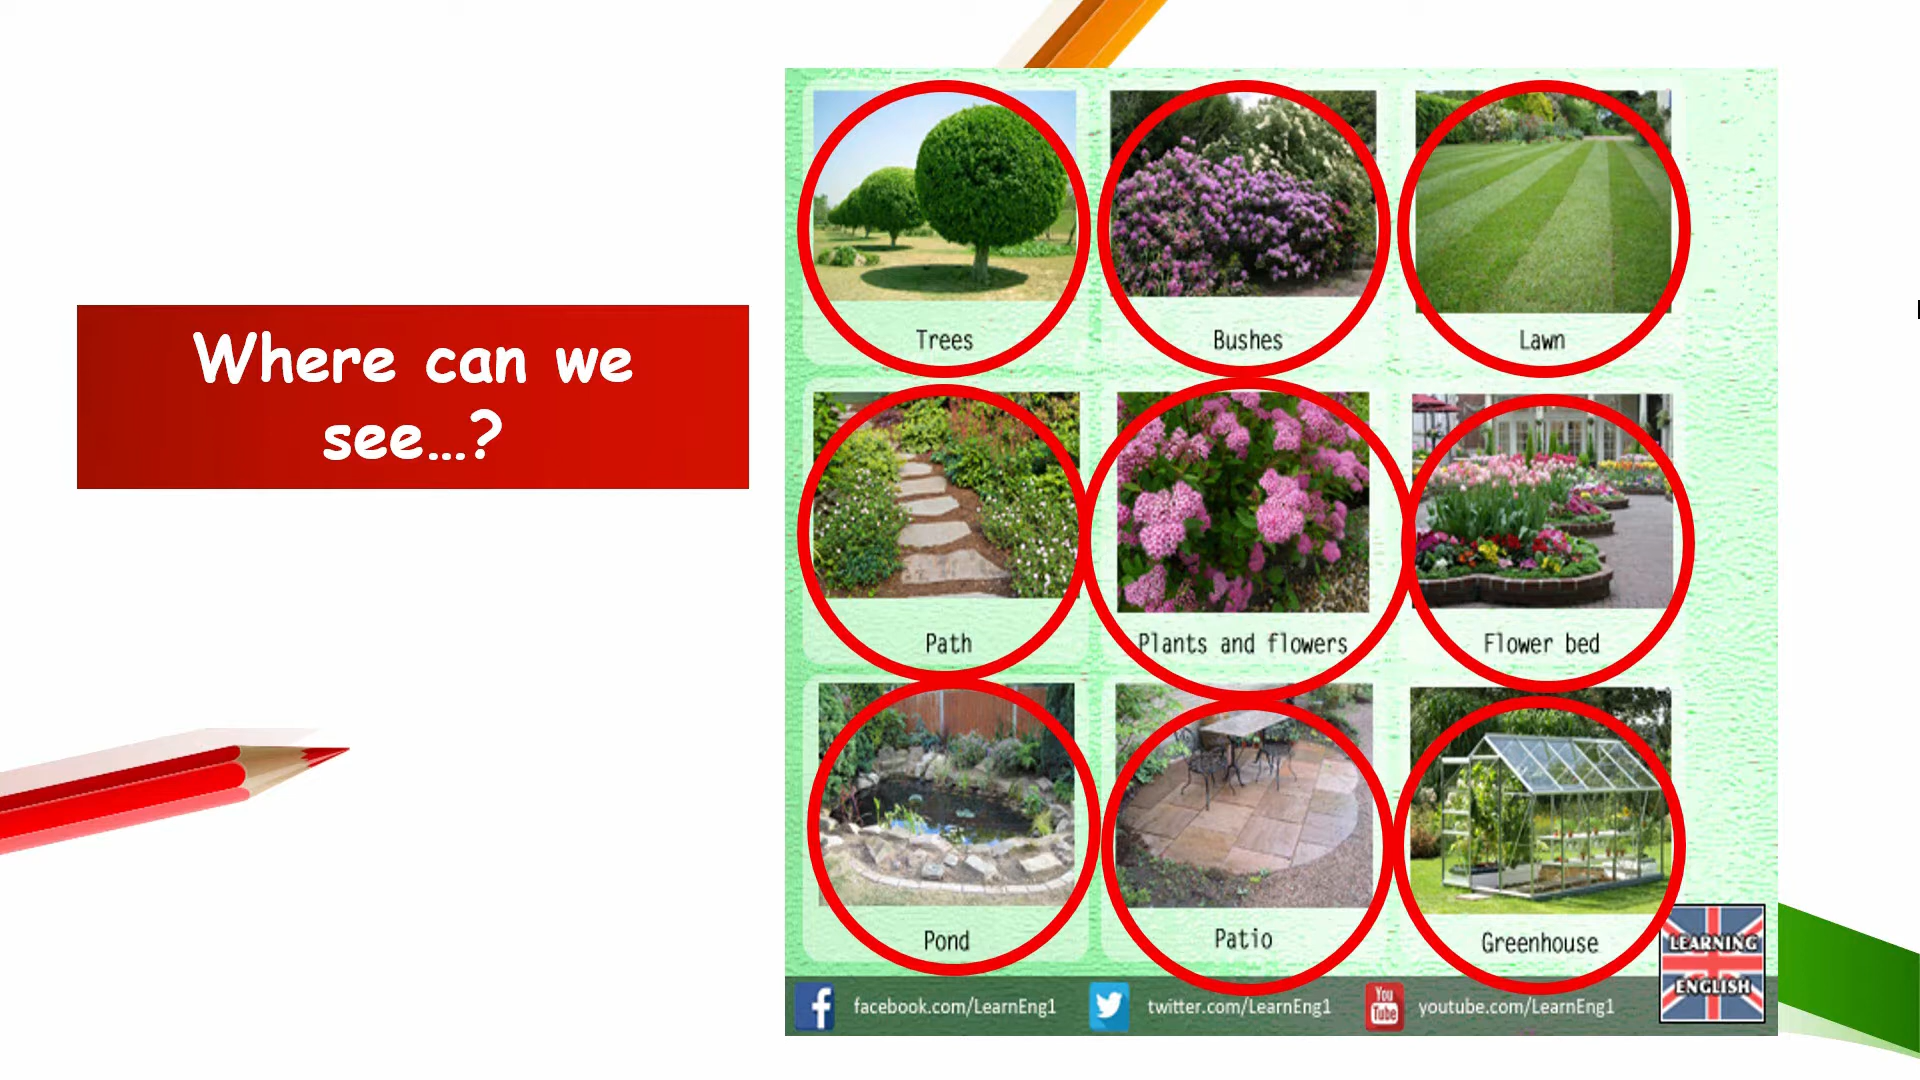 Where can we
see...?
Trees
Bushes
Lawn
Path
Plants and flowers
Flower bed
Pond
Patio
Greenhouse
facebook.com/LearnEng1
twitter.com/LearnEng1
You
Tube
youtube.com/LearnEng1
LEARNING
ENGLISH